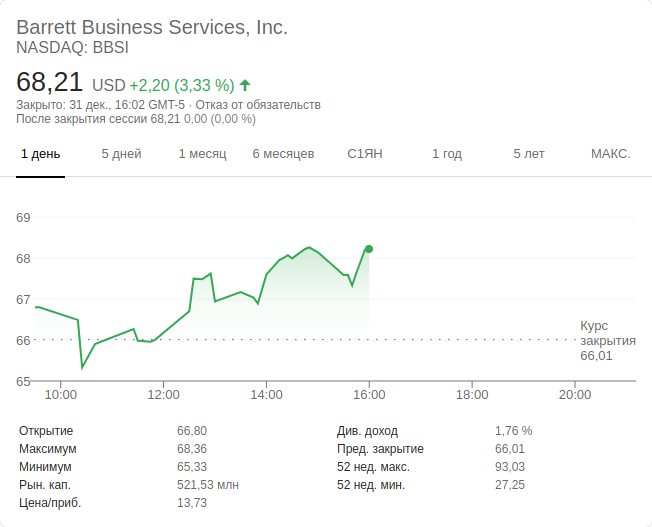 Barrett Business Services, Inc.
NASDAQ: BBSI
68,21 USD +2,20 (3,33 %)
Закрыто: 31 дек., 16:02 GMT-5 · Отказ от обязательств
После закрытия сессии 68,21 0,00 (0,00 %)
1 день 5 дней 1 месяц 6 месяцев С1ЯН 1 год 5 лет МАКС.
69
68
67
66
65
Курс
закрытия
66,01
10:00 12:00 14:00 16:00 18:00 20:00
Открытие 66,80 Див. доход 1,76 %
Максимум 68,36 Пред. закрытие 66,01
Минимум 65,33 52 нед. макс. 93,03
Рын. кап. 521,53 млн 52 нед. мин. 27,25
Цена/приб. 13,73